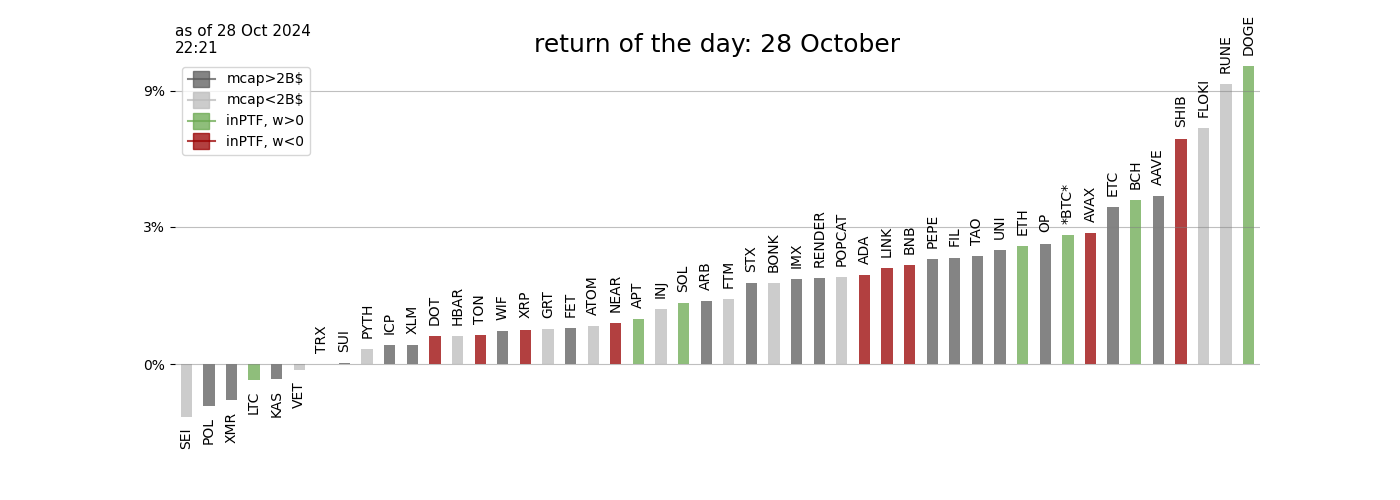 as of 28 Oct 2024
22:21
return of the day: 28 October
mcap>2B$
mcap<2B$
inPTF, w>0
inPTF, w<0
9%
3%
0%
SEI
POL
XMR
LTC
KAS
VET
TRX
SUI
PYTH
ICP
XLM
DOT
HBAR
TON
WIF
XRP
GRT
FET
ATOM
NEAR
APT
INJ
SOL
ARB
FTM
STX
BONK
IMX
RENDER
POPCAT
ADA
LINK
BNB
PEPE
FIL
TAO
UNI
ETH
OP
*BTC*
AVAX
ETC
BCH
AAVE
SHIB
FLOKI
RUNE
DOGE